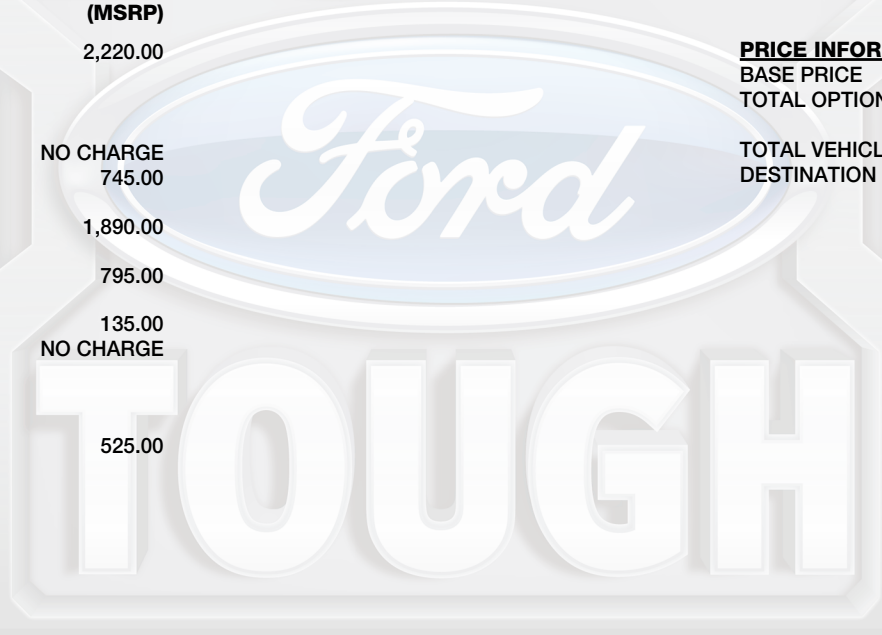 (MSRP)
2,220.00
NO CHARGE
745.00
1,890.00
795.00
135.00
NO CHARGE
525.00
PRICE INFOR
BASE PRICE
TOTAL OPTION
TOTAL VEHICL
DESTINATION
Ford
TOUGH